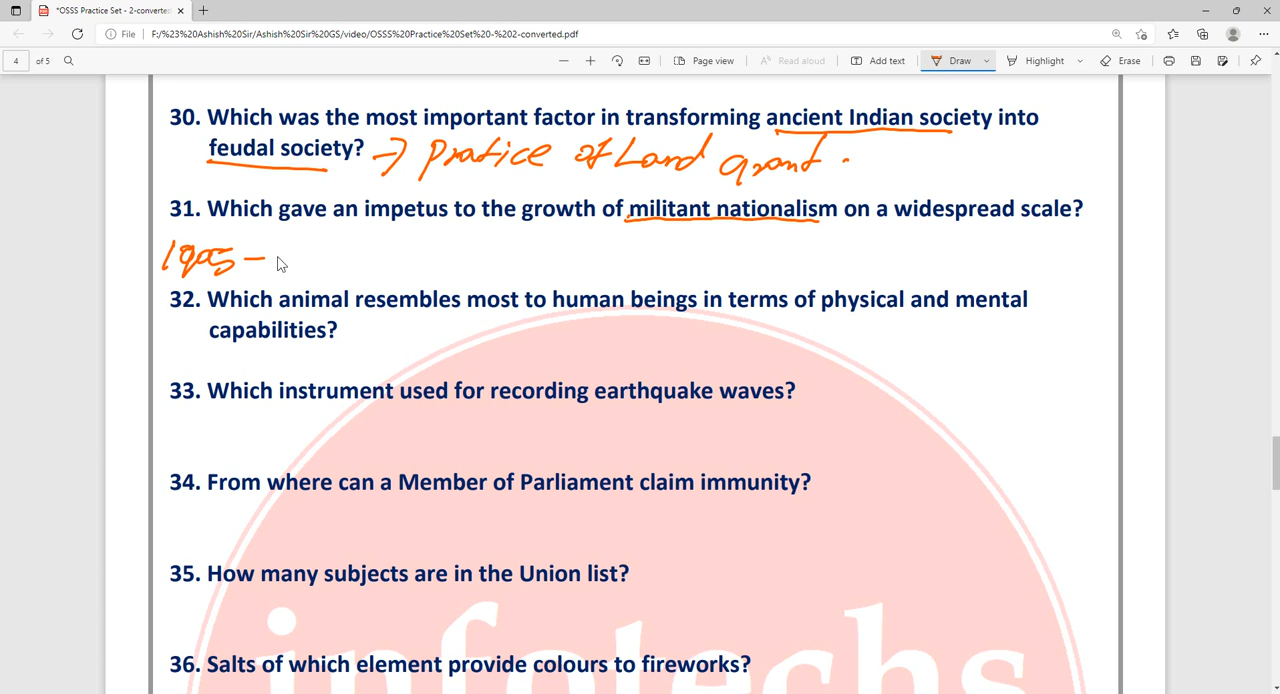 *OSSS Practice Set - 2-converted
File F:/%23%20Ashish%20Sir/Ashish%20Sir%20GS/video/OSSS%20Practice%20Set%20-%202-converted.pdf
4 of 5 Page view Read aloud Add text Draw Highlight Erase
30. Which was the most important factor in transforming ancient Indian society into
feudal society? → Pratice of Land grant .
31. Which gave an impetus to the growth of militant nationalism on a widespread scale?
1905 –
32. Which animal resembles most to human beings in terms of physical and mental
capabilities?
33. Which instrument used for recording earthquake waves?
34. From where can a Member of Parliament claim immunity?
35. How many subjects are in the Union list?
36. Salts of which element provide colours to fireworks?
infotechs